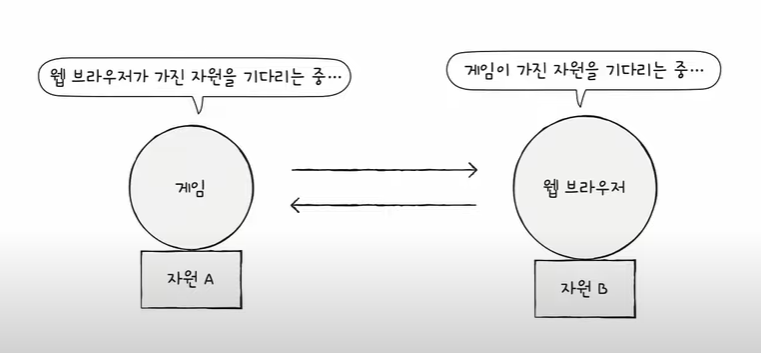 웹 브라우저가 가진 자원을 기다리는 중…
게임이 가진 자원을 기다리는 중…
게임
웹 브라우저
자원 A
자원 B